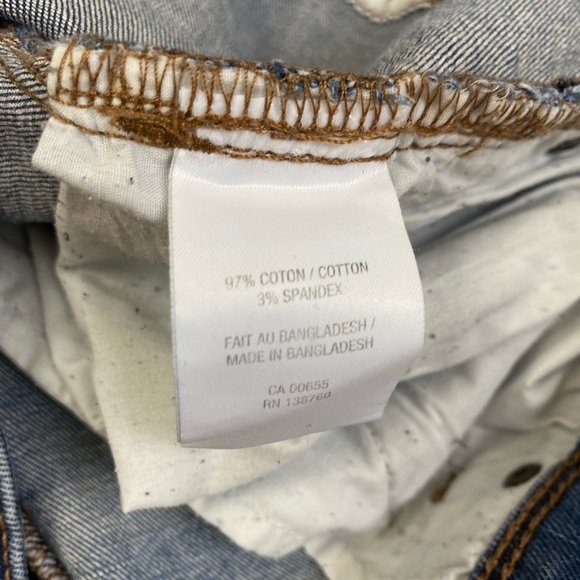 97% COTON / COTTON
3% SPANDEX
FAIT AU BANGLADESH /
MADE IN BANGLADESH
CA 00655
RN 138760